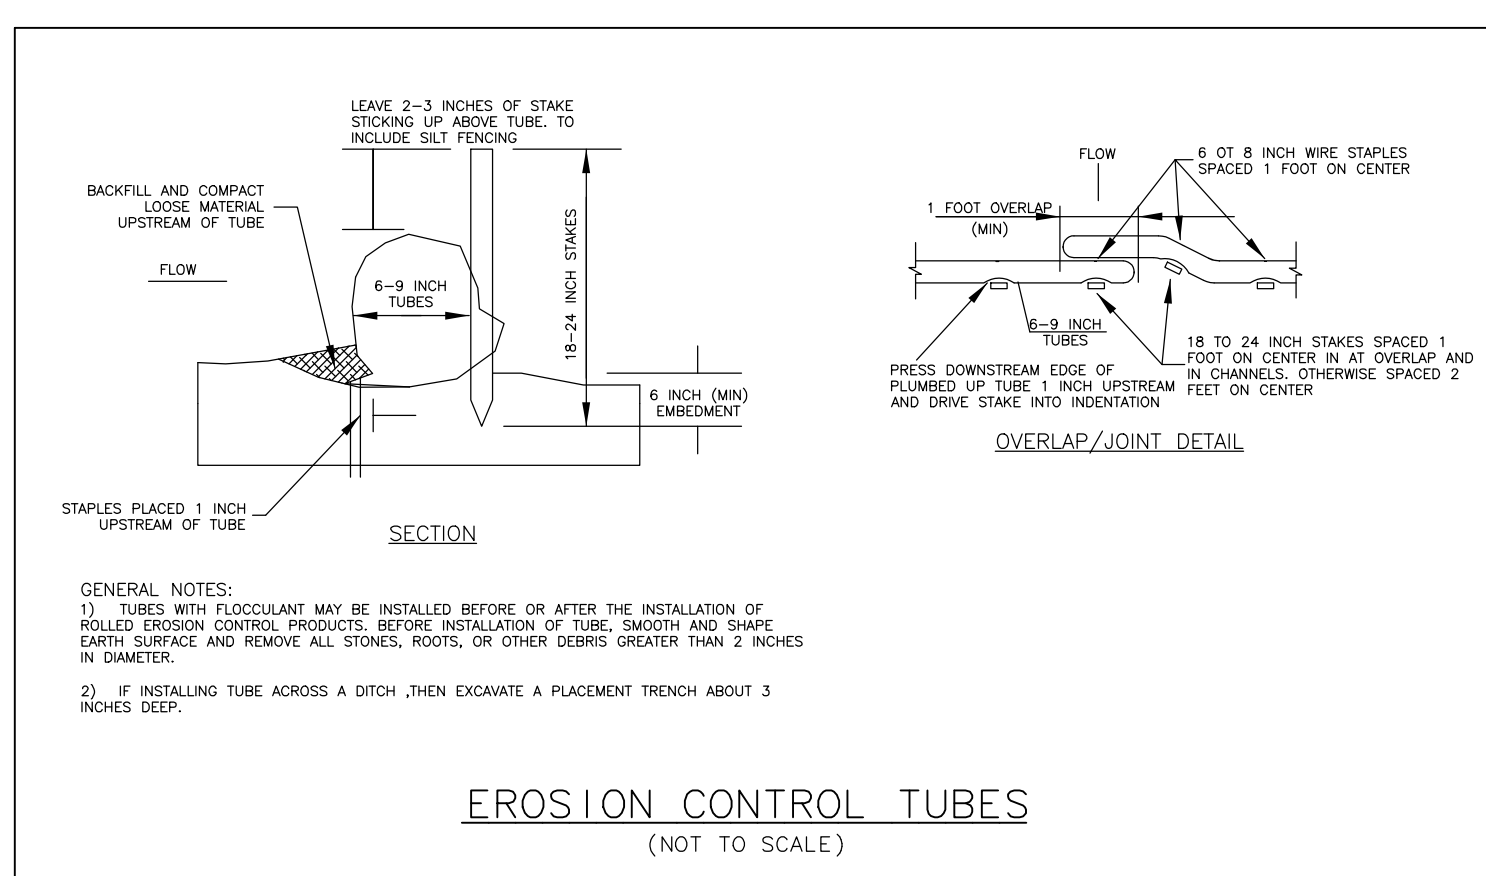 LEAVE 2-3 INCHES OF STAKE
STICKING UP ABOVE TUBE. TO
INCLUDE SILT FENCING
BACKFILL AND COMPACT
LOOSE MATERIAL
UPSTREAM OF TUBE
FLOW
6-9 INCH
TUBES
18-24 INCH STAKES
6 INCH (MIN)
EMBEDMENT
STAPLES PLACED 1 INCH
UPSTREAM OF TUBE
SECTION
FLOW
6 OT 8 INCH WIRE STAPLES
SPACED 1 FOOT ON CENTER
1 FOOT OVERLAP
(MIN)
6-9 INCH
TUBES
PRESS DOWNSTREAM EDGE OF
PLUMBED UP TUBE 1 INCH UPSTREAM
AND DRIVE STAKE INTO INDENTATION
18 TO 24 INCH STAKES SPACED 1
FOOT ON CENTER IN AT OVERLAP AND
IN CHANNELS. OTHERWISE SPACED 2
FEET ON CENTER
OVERLAP/JOINT DETAIL
GENERAL NOTES:
1) TUBES WITH FLOCCULANT MAY BE INSTALLED BEFORE OR AFTER THE INSTALLATION OF
ROLLED EROSION CONTROL PRODUCTS. BEFORE INSTALLATION OF TUBE, SMOOTH AND SHAPE
EARTH SURFACE AND REMOVE ALL STONES, ROOTS, OR OTHER DEBRIS GREATER THAN 2 INCHES
IN DIAMETER.
2) IF INSTALLING TUBE ACROSS A DITCH ,THEN EXCAVATE A PLACEMENT TRENCH ABOUT 3
INCHES DEEP.
EROSION CONTROL TUBES
(NOT TO SCALE)